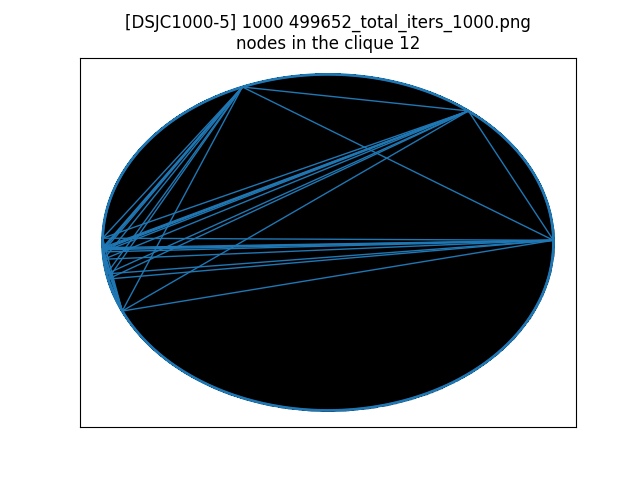 [DSJC1000-5] 1000 499652_total_iters_1000.png
nodes in the clique 12